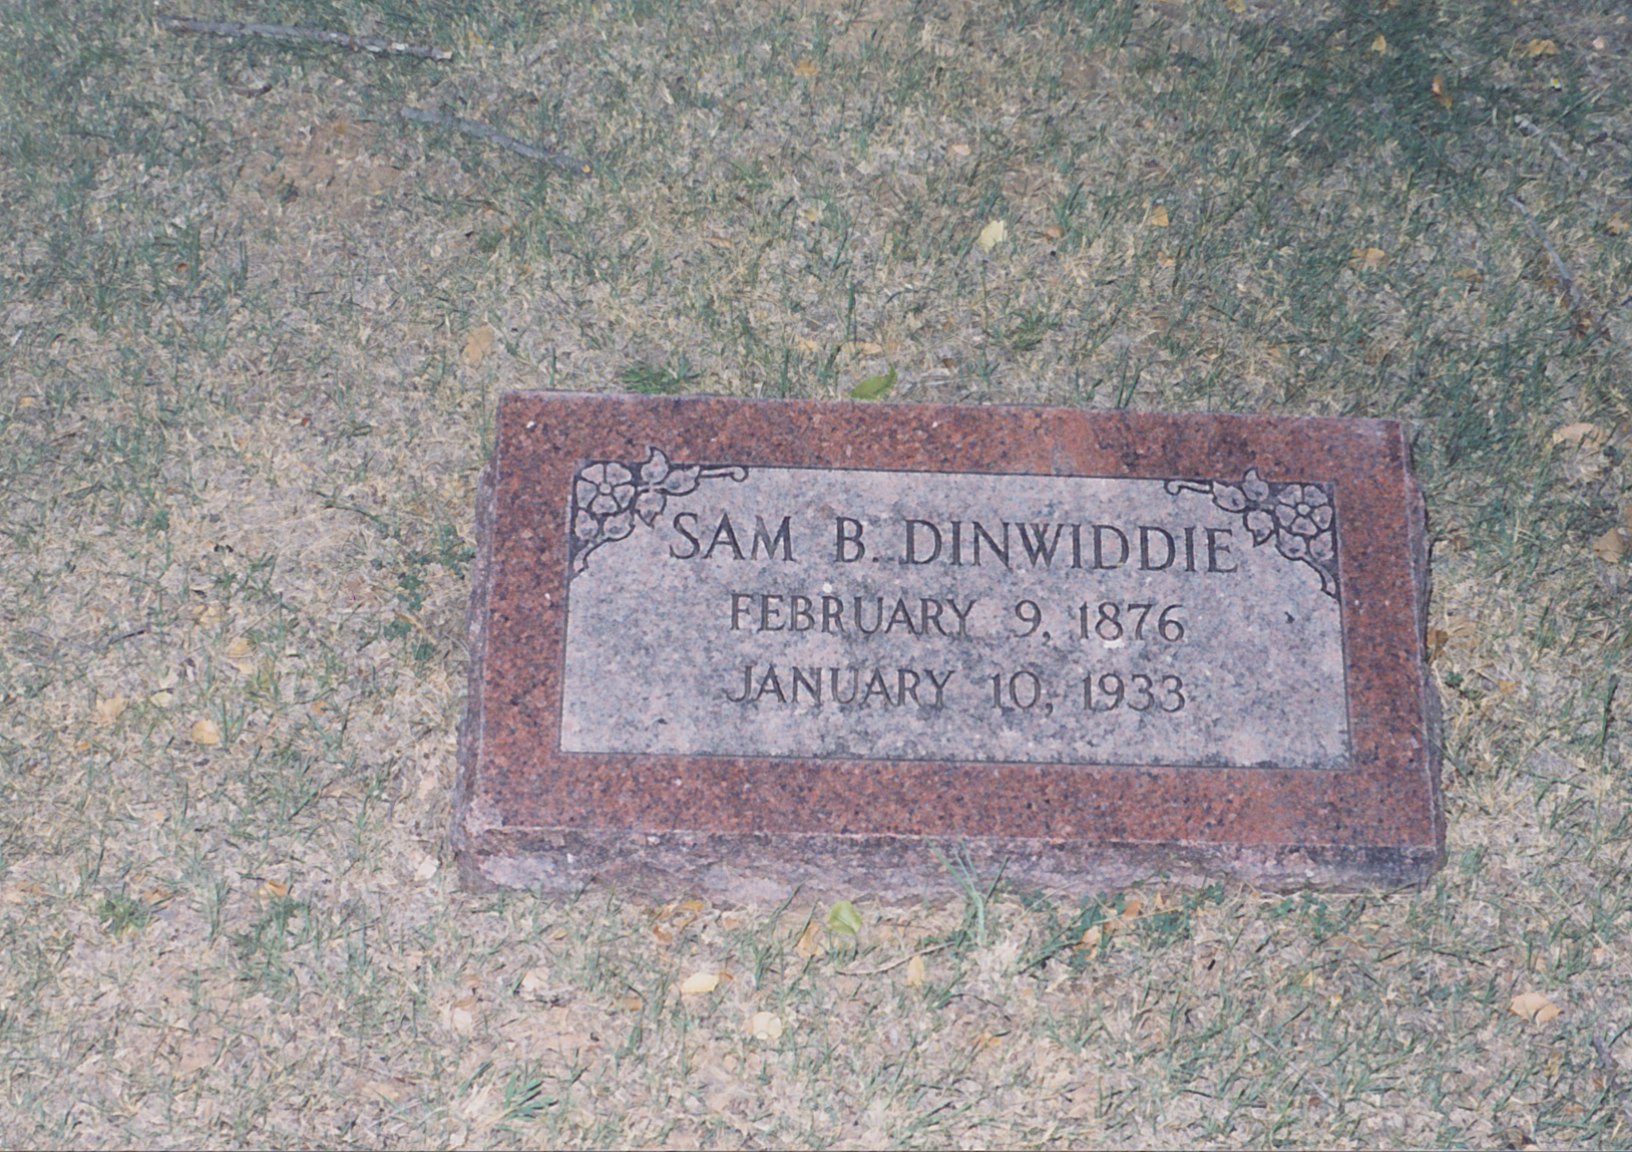 SAM B. DINWIDDIE
FEBRUARY 9, 1876
JANUARY 10, 1933